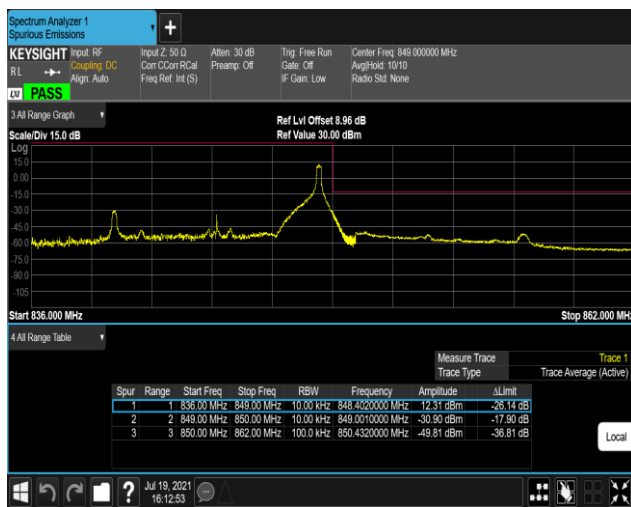 Spectrum Analyzer 1
Spurious Emissions
+
KEYSIGHT Input: RF Input Z: 50 Ω Atten: 30 dB Trig: Free Run Center Freq: 849.000000 MHz
RL Coupling: DC Corr CCorr RCal Preamp: Off Gate: Off Avg|Hold: 10/10
Align: Auto Freq Ref: Int (S) IF Gain: Low Radio Std: None
LXI PASS
3 All Range Graph
Ref Lvl Offset 8.96 dB
Scale/Div 15.0 dB Ref Value 30.00 dBm
Log
15.0
0.00
-15.0
-30.0
-45.0
-60.0
-75.0
-90.0
-105
Start 836.000 MHz Stop 862.000 MHz
4 All Range Table
Measure Trace Trace 1
Trace Type Trace Average (Active)
Spur Range Start Freq Stop Freq RBW Frequency Amplitude ΔLimit
1 1 836.00 MHz 849.00 MHz 10.00 kHz 848.4020000 MHz 12.31 dBm -26.14 dB
2 2 849.00 MHz 850.00 MHz 10.00 kHz 849.0010000 MHz -30.90 dBm -17.90 dB
3 3 850.00 MHz 862.00 MHz 100.0 kHz 850.4320000 MHz -49.81 dBm -36.81 dB
Local
? Jul 19, 2021
16:12:53